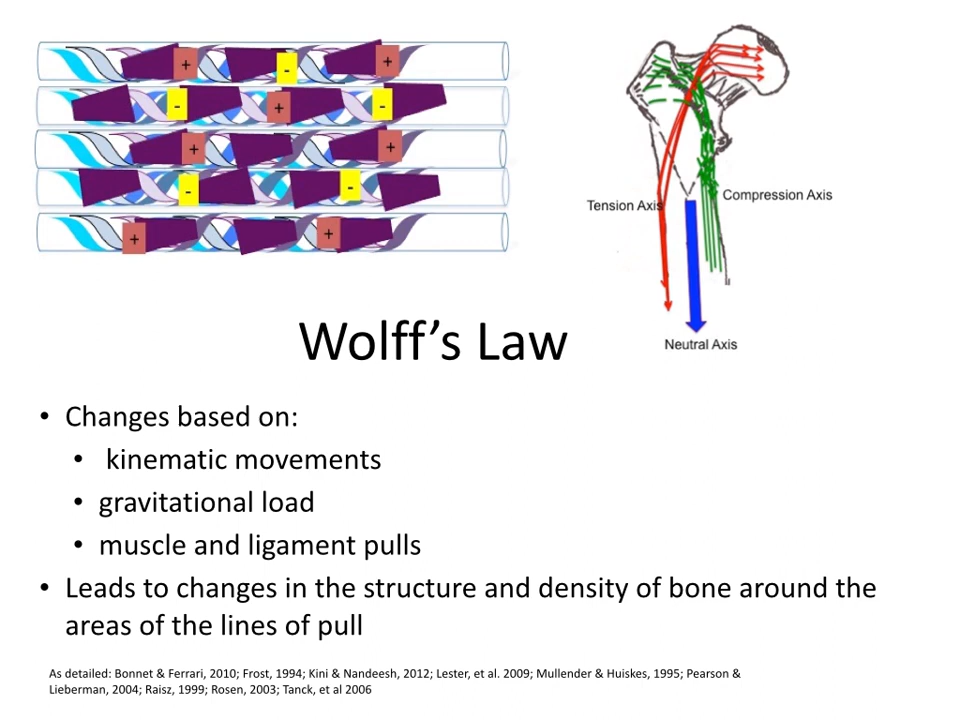 + - +
- + -
+ +
- -
+ +
Tension Axis
Compression Axis
Neutral Axis
Wolff’s Law
• Changes based on:
• kinematic movements
• gravitational load
• muscle and ligament pulls
• Leads to changes in the structure and density of bone around the
areas of the lines of pull
As detailed: Bonnet & Ferrari, 2010; Frost, 1994; Kini & Nandeesh, 2012; Lester, et al. 2009; Mullender & Huiskes, 1995; Pearson &
Lieberman, 2004; Raisz, 1999; Rosen, 2003; Tanck, et al 2006